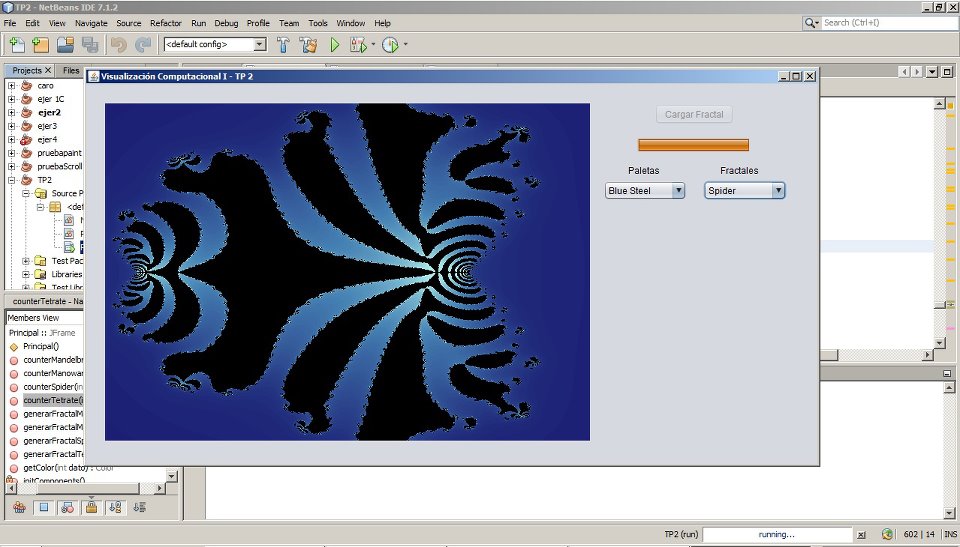 TP2 - NetBeans IDE 7.1.2
File Edit View Navigate Source Refactor Run Debug Profile Team Tools Window Help
Search (Ctrl+I)
<default config>
Projects Files
Visualización Computacional I - TP 2
caro
ejer 1C
ejer2
ejer3
ejer4
pruebapaint
pruebaScroll
TP2
Source P
<def
Test Pac
Libraries
Test Libr
Cargar Fractal
Paletas Fractales
Blue Steel Spider
counterTetrate - Na
Members View
Principal :: JFrame
Principal()
counterMandelbr
counterManowar
counterSpider(in
counterTetrate(
generarFractalM
generarFractalM
generarFractalSp
generarFractalTe
getColor(int dato) : Color
initComponents()
TP2 (run) running... 602 | 14 INS